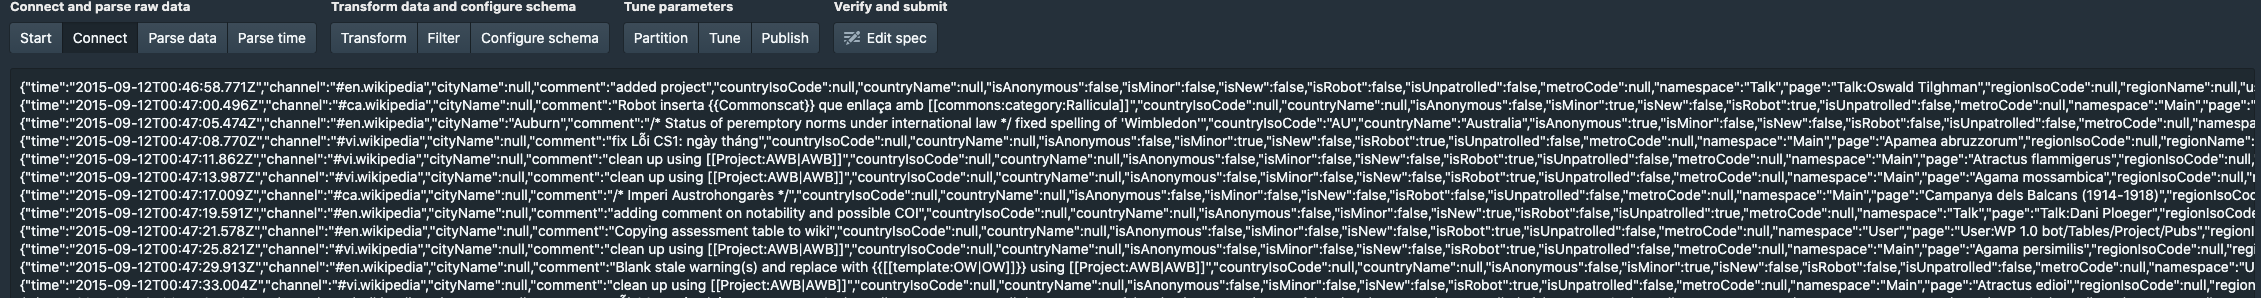 Connect and parse raw data Transform data and configure schema Tune parameters Verify and submit
Start Connect Parse data Parse time Transform Filter Configure schema Partition Tune Publish Edit spec
{"time":"2015-09-12T00:46:58.771Z","channel":"#en.wikipedia","cityName":null,"comment":"added project","countryIsoCode":null,"countryName":null,"isAnonymous":false,"isMinor":false,"isNew":false,"isRobot":false,"isUnpatrolled":false,"metroCode":null,"namespace":"Talk","page":"Talk:Oswald Tilghman","regionIsoCode":null,"regionName":null,"u
{"time":"2015-09-12T00:47:00.496Z","channel":"#ca.wikipedia","cityName":null,"comment":"Robot inserta {{Commonscat}} que enllaça amb [[commons:category:Rallicula]]","countryIsoCode":null,"countryName":null,"isAnonymous":false,"isMinor":true,"isNew":false,"isRobot":true,"isUnpatrolled":false,"metroCode":null,"namespace":"Main","page":"
{"time":"2015-09-12T00:47:05.474Z","channel":"#en.wikipedia","cityName":"Auburn","comment":"/* Status of peremptory norms under international law */ fixed spelling of 'Wimbledon'","countryIsoCode":"AU","countryName":"Australia","isAnonymous":true,"isMinor":false,"isNew":false,"isRobot":false,"isUnpatrolled":false,"metroCode":null,"namespa
{"time":"2015-09-12T00:47:08.770Z","channel":"#vi.wikipedia","cityName":null,"comment":"fix Lỗi CS1: ngày tháng","countryIsoCode":null,"countryName":null,"isAnonymous":false,"isMinor":true,"isNew":false,"isRobot":true,"isUnpatrolled":false,"metroCode":null,"namespace":"Main","page":"Apamea abruzzorum","regionIsoCode":null,"regionName":
{"time":"2015-09-12T00:47:11.862Z","channel":"#vi.wikipedia","cityName":null,"comment":"clean up using [[Project:AWB|AWB]]","countryIsoCode":null,"countryName":null,"isAnonymous":false,"isMinor":false,"isNew":false,"isRobot":true,"isUnpatrolled":false,"metroCode":null,"namespace":"Main","page":"Atractus flammigerus","regionIsoCode":null,
{"time":"2015-09-12T00:47:13.987Z","channel":"#vi.wikipedia","cityName":null,"comment":"clean up using [[Project:AWB|AWB]]","countryIsoCode":null,"countryName":null,"isAnonymous":false,"isMinor":false,"isNew":false,"isRobot":true,"isUnpatrolled":false,"metroCode":null,"namespace":"Main","page":"Agama mossambica","regionIsoCode":null,"
{"time":"2015-09-12T00:47:17.009Z","channel":"#ca.wikipedia","cityName":null,"comment":"/* Imperi Austrohongarès */","countryIsoCode":null,"countryName":null,"isAnonymous":false,"isMinor":false,"isNew":false,"isRobot":false,"isUnpatrolled":false,"metroCode":null,"namespace":"Main","page":"Campanya dels Balcans (1914-1918)","regionIsoC
{"time":"2015-09-12T00:47:19.591Z","channel":"#en.wikipedia","cityName":null,"comment":"adding comment on notability and possible COI","countryIsoCode":null,"countryName":null,"isAnonymous":false,"isMinor":false,"isNew":true,"isRobot":false,"isUnpatrolled":true,"metroCode":null,"namespace":"Talk","page":"Talk:Dani Ploeger","regionIsoCode
{"time":"2015-09-12T00:47:21.578Z","channel":"#en.wikipedia","cityName":null,"comment":"Copying assessment table to wiki","countryIsoCode":null,"countryName":null,"isAnonymous":false,"isMinor":false,"isNew":false,"isRobot":true,"isUnpatrolled":false,"metroCode":null,"namespace":"User","page":"User:WP 1.0 bot/Tables/Project/Pubs","regionI
{"time":"2015-09-12T00:47:25.821Z","channel":"#vi.wikipedia","cityName":null,"comment":"clean up using [[Project:AWB|AWB]]","countryIsoCode":null,"countryName":null,"isAnonymous":false,"isMinor":false,"isNew":false,"isRobot":true,"isUnpatrolled":false,"metroCode":null,"namespace":"Main","page":"Agama persimilis","regionIsoCode":null,"regi
{"time":"2015-09-12T00:47:29.913Z","channel":"#en.wikipedia","cityName":null,"comment":"Blank stale warning(s) and replace with {{[[template:OW|OW]]}} using [[Project:AWB|AWB]]","countryIsoCode":null,"countryName":null,"isAnonymous":false,"isMinor":true,"isNew":false,"isRobot":false,"isUnpatrolled":false,"metroCode":null,"namespace":"U
{"time":"2015-09-12T00:47:33.004Z","channel":"#vi.wikipedia","cityName":null,"comment":"clean up using [[Project:AWB|AWB]]","countryIsoCode":null,"countryName":null,"isAnonymous":false,"isMinor":false,"isNew":false,"isRobot":true,"isUnpatrolled":false,"metroCode":null,"namespace":"Main","page":"Atractus edioi","regionIsoCode":null,"reg